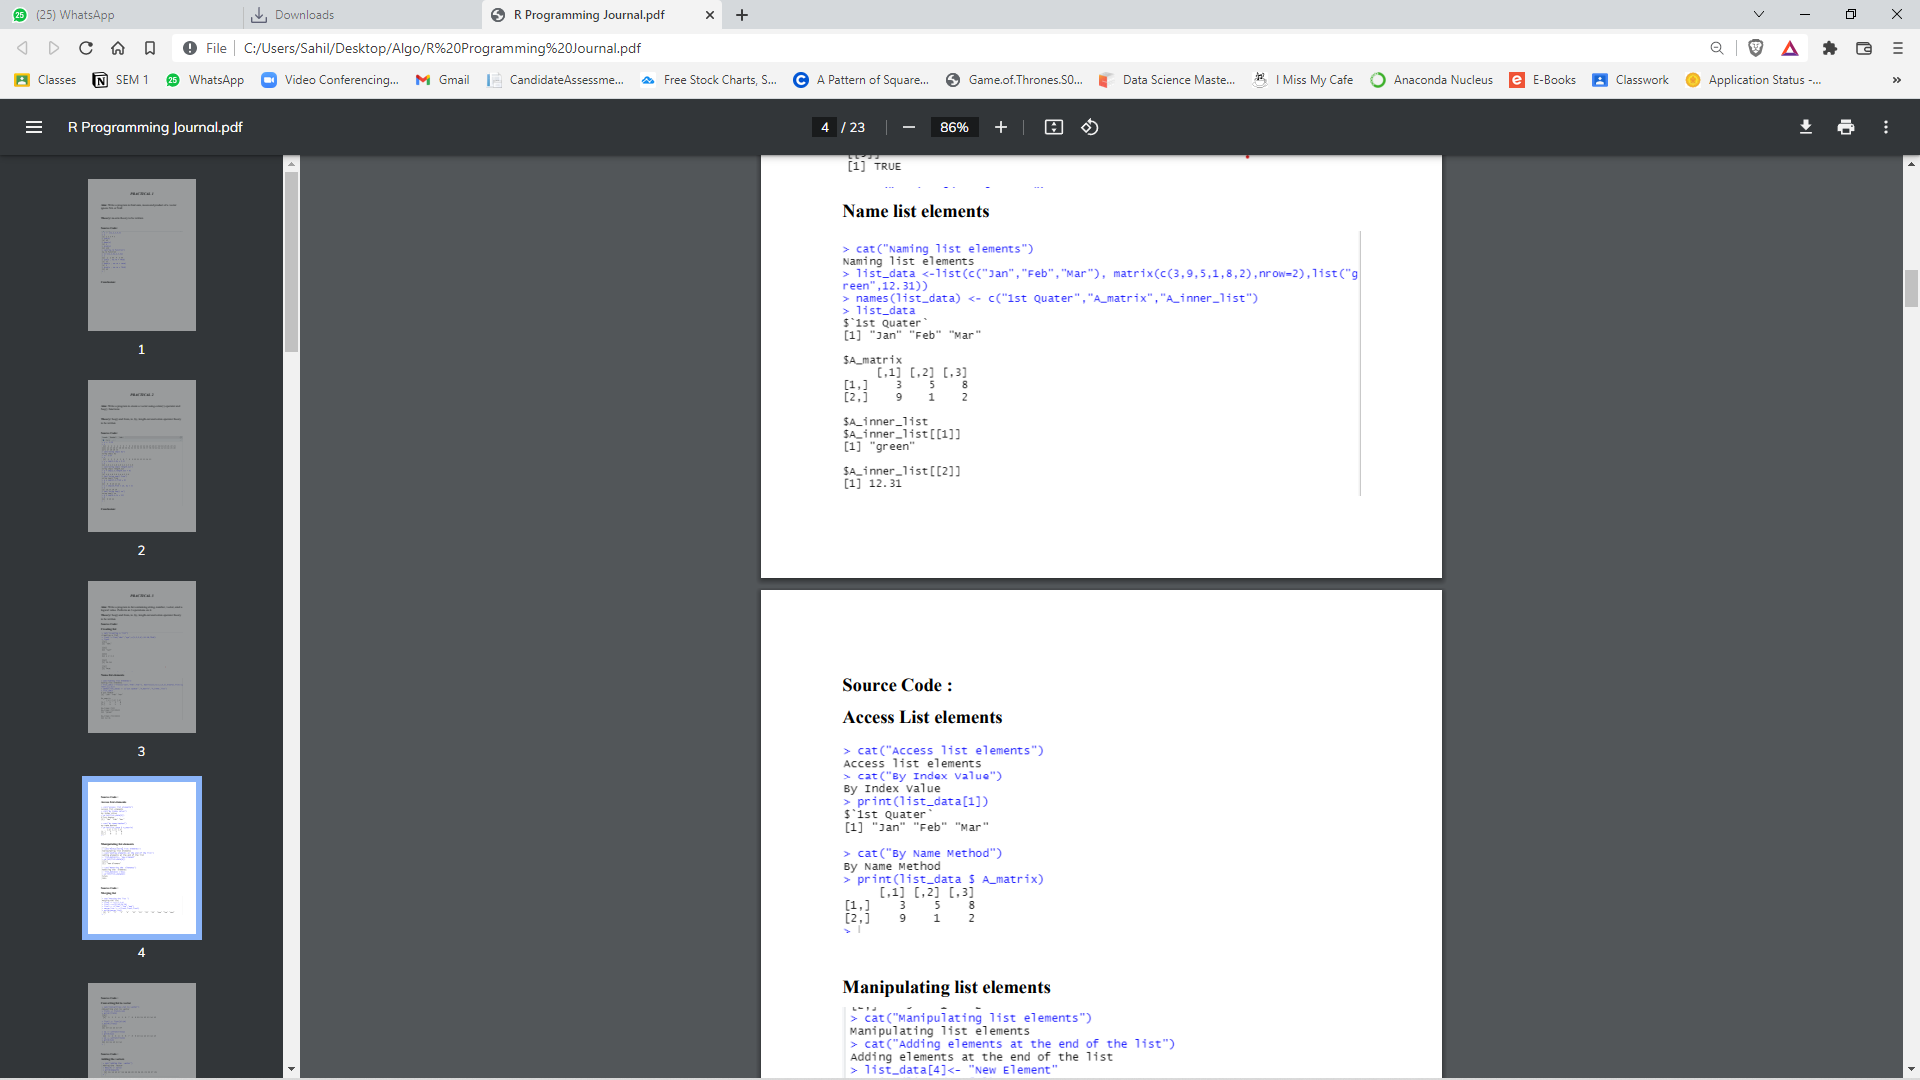 (25) WhatsApp
Downloads
R Programming Journal.pdf
File
C:/Users/Sahil/Desktop/Algo/R%20Programming%20Journal.pdf
Classes
SEM 1
WhatsApp
Video Conferencing...
Gmail
CandidateAssessme...
Free Stock Charts, S...
A Pattern of Square...
Game.of.Thrones.S0...
Data Science Maste...
I Miss My Cafe
Anaconda Nucleus
E-Books
Classwork
Application Status -...
»
R Programming Journal.pdf
4 / 23
86%
1
2
3
4
[1] TRUE
Name list elements
> cat("Naming list elements")
Naming list elements
> list_data <-list(c("Jan","Feb","Mar"), matrix(c(3,9,5,1,8,2),nrow=2),list("g
reen",12.31))
> names(list_data) <- c("1st Quater","A_matrix","A_inner_list")
> list_data
$`1st Quater`
[1] "Jan" "Feb" "Mar"
$A_matrix
[,1] [,2] [,3]
[1,] 3 5 8
[2,] 9 1 2
$A_inner_list
$A_inner_list[[1]]
[1] "green"
$A_inner_list[[2]]
[1] 12.31
Source Code :
Access List elements
> cat("Access list elements")
Access list elements
> cat("By Index Value")
By Index Value
> print(list_data[1])
$`1st Quater`
[1] "Jan" "Feb" "Mar"
> cat("By Name Method")
By Name Method
> print(list_data $ A_matrix)
[,1] [,2] [,3]
[1,] 3 5 8
[2,] 9 1 2
>
Manipulating list elements
> cat("Manipulating list elements")
Manipulating list elements
> cat("Adding elements at the end of the list")
Adding elements at the end of the list
> list_data[4]<- "New Element"